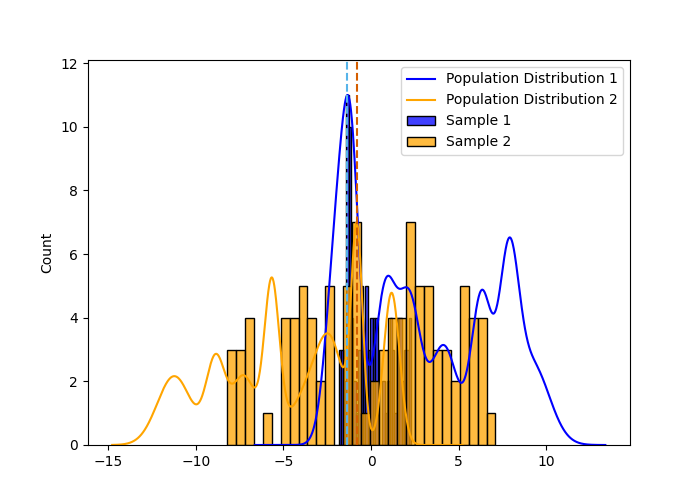 12
10
8
6
4
2
0
Count
−15
−10
−5
0
5
10
Population Distribution 1
Population Distribution 2
Sample 1
Sample 2